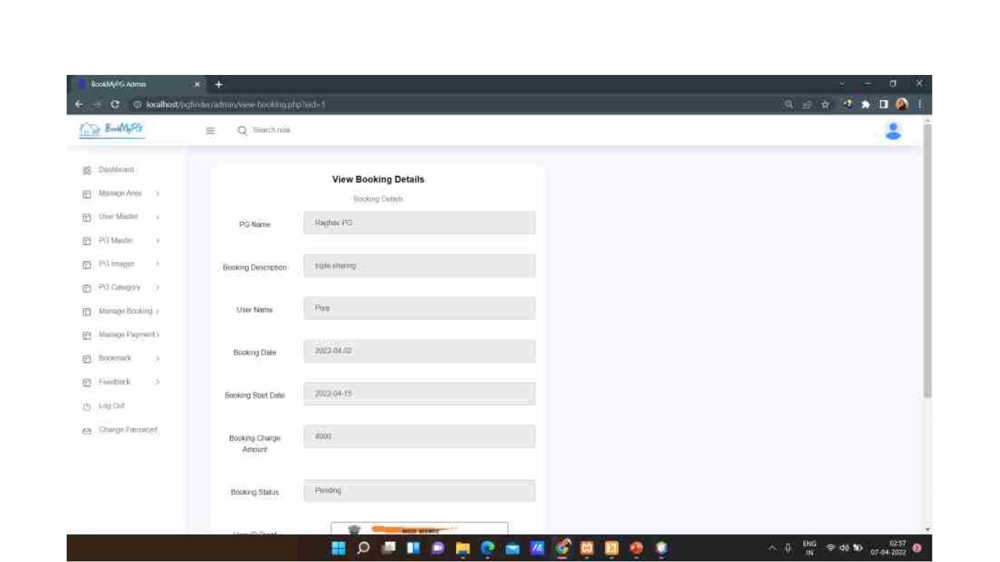 BookMyPG Admin
localhost/pgfinder/admin/view-booking.php?eid=1
BookMyPG
Search now
Dashboard
Manage Area
User Master
PG Master
PG Images
PG Category
Manage Booking
Manage Payment
Bookmark
Feedback
Log Out
Change Password
View Booking Details
Booking Details
PG Name
Raghav PG
Booking Description
triple sharing
User Name
Priya
Booking Date
2022-04-02
Booking Start Date
2022-04-15
Booking Charge
Amount
4000
Booking Status
Pending
ENG
IN
02:57
07-04-2022